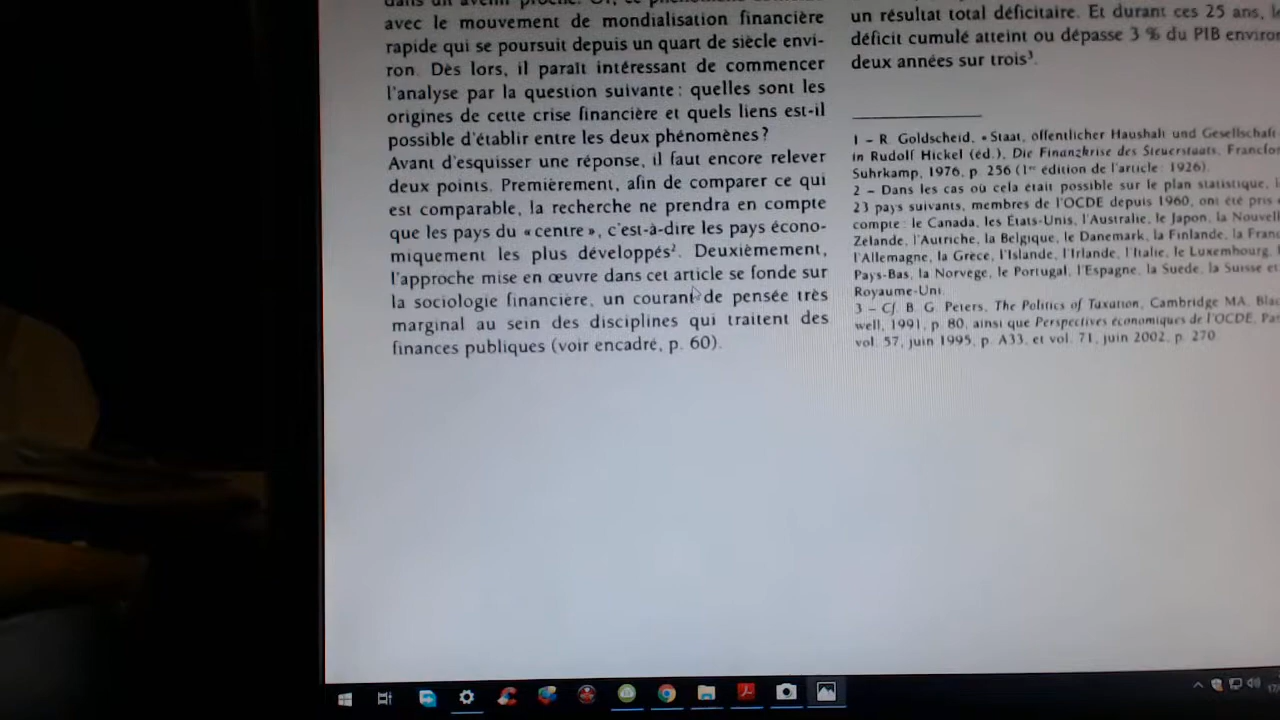 avec le mouvement de mondialisation financière
rapide qui se poursuit depuis un quart de siècle envi-
ron. Dès lors, il paraît intéressant de commencer
l'analyse par la question suivante : quelles sont les
origines de cette crise financière et quels liens est-il
possible d'établir entre les deux phénomènes ?
Avant d'esquisser une réponse, il faut encore relever
deux points. Premièrement, afin de comparer ce qui
est comparable, la recherche ne prendra en compte
que les pays du « centre », c'est-à-dire les pays écono-
miquement les plus développés². Deuxièmement,
l'approche mise en œuvre dans cet article se fonde sur
la sociologie financière, un courant de pensée très
marginal au sein des disciplines qui traitent des
finances publiques (voir encadré, p. 60).
un résultat total déficitaire. Et durant ces 25 ans,
déficit cumulé atteint ou dépasse 3 % du PIB environ
deux années sur trois³.
1 – R. Goldscheid, « Staat, offentlicher Haushalt und Gesellschaft
in Rudolf Hickel (éd.), Die Finanzkrise des Steuerstaats, Francfor
Suhrkamp, 1976, p. 256 (1re édition de l'article : 1926).
2 – Dans les cas où cela était possible sur le plan statistique,
23 pays suivants, membres de l'OCDE depuis 1960, ont été pris
compte : le Canada, les États-Unis, l'Australie, le Japon, la Nouvel
Zélande, l'Autriche, la Belgique, le Danemark, la Finlande, la Franc
l'Allemagne, la Grèce, l'Islande, l'Irlande, l'Italie, le Luxembourg,
Pays-Bas, la Norvège, le Portugal, l'Espagne, la Suède, la Suisse et
Royaume-Uni.
3 – Cf. B. G. Peters, The Politics of Taxation, Cambridge MA, Blac
well, 1991, p. 80, ainsi que Perspectives économiques de l'OCDE, Par
vol. 57, juin 1995, p. A33, et vol. 71, juin 2002, p. 270